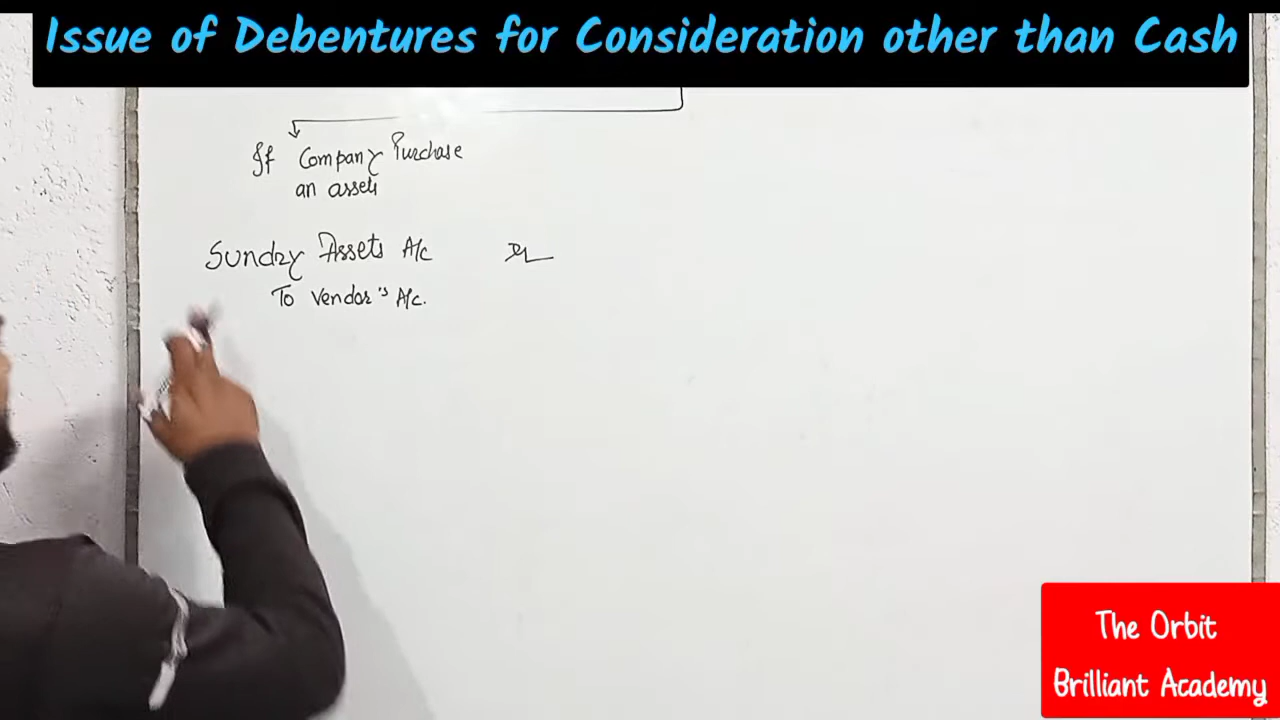 Issue of Debentures for Consideration other than Cash
If Company Purchase
an assets
Sundry Assets A/c Dr
To Vendor's A/c.
The Orbit
Brilliant Academy